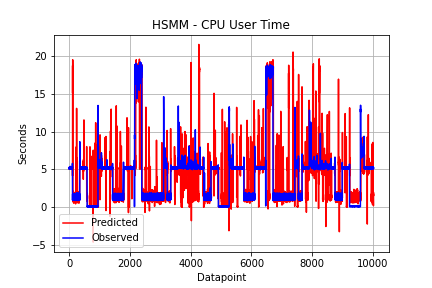 HSMM - CPU User Time
Seconds
20
15
10
5
0
−5
Predicted
Observed
0
2000
4000
6000
8000
10000
Datapoint